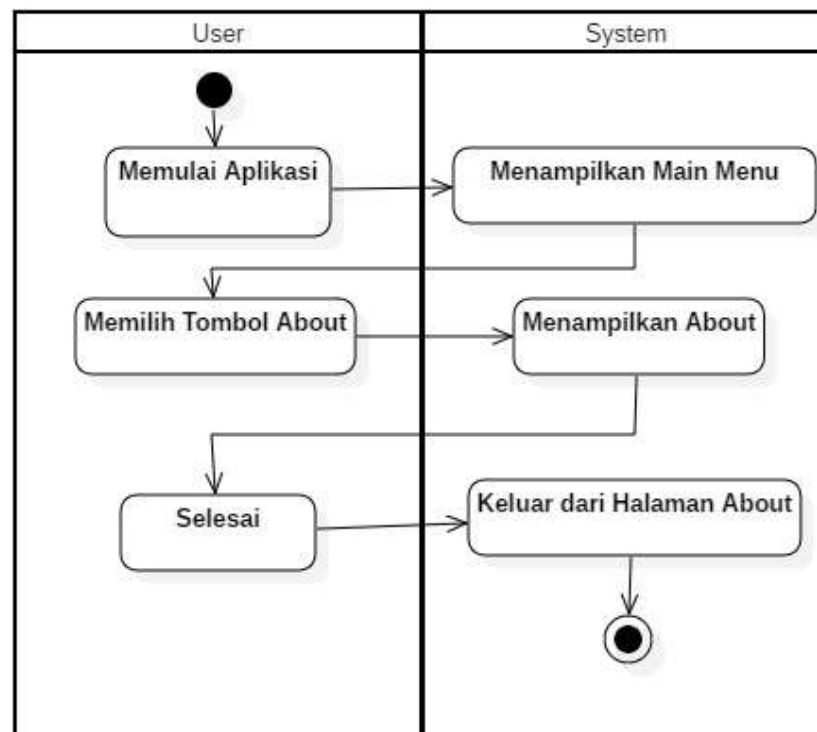 User
System
Memulai Aplikasi
Menampilkan Main Menu
Memilih Tombol About
Menampilkan About
Selesai
Keluar dari Halaman About